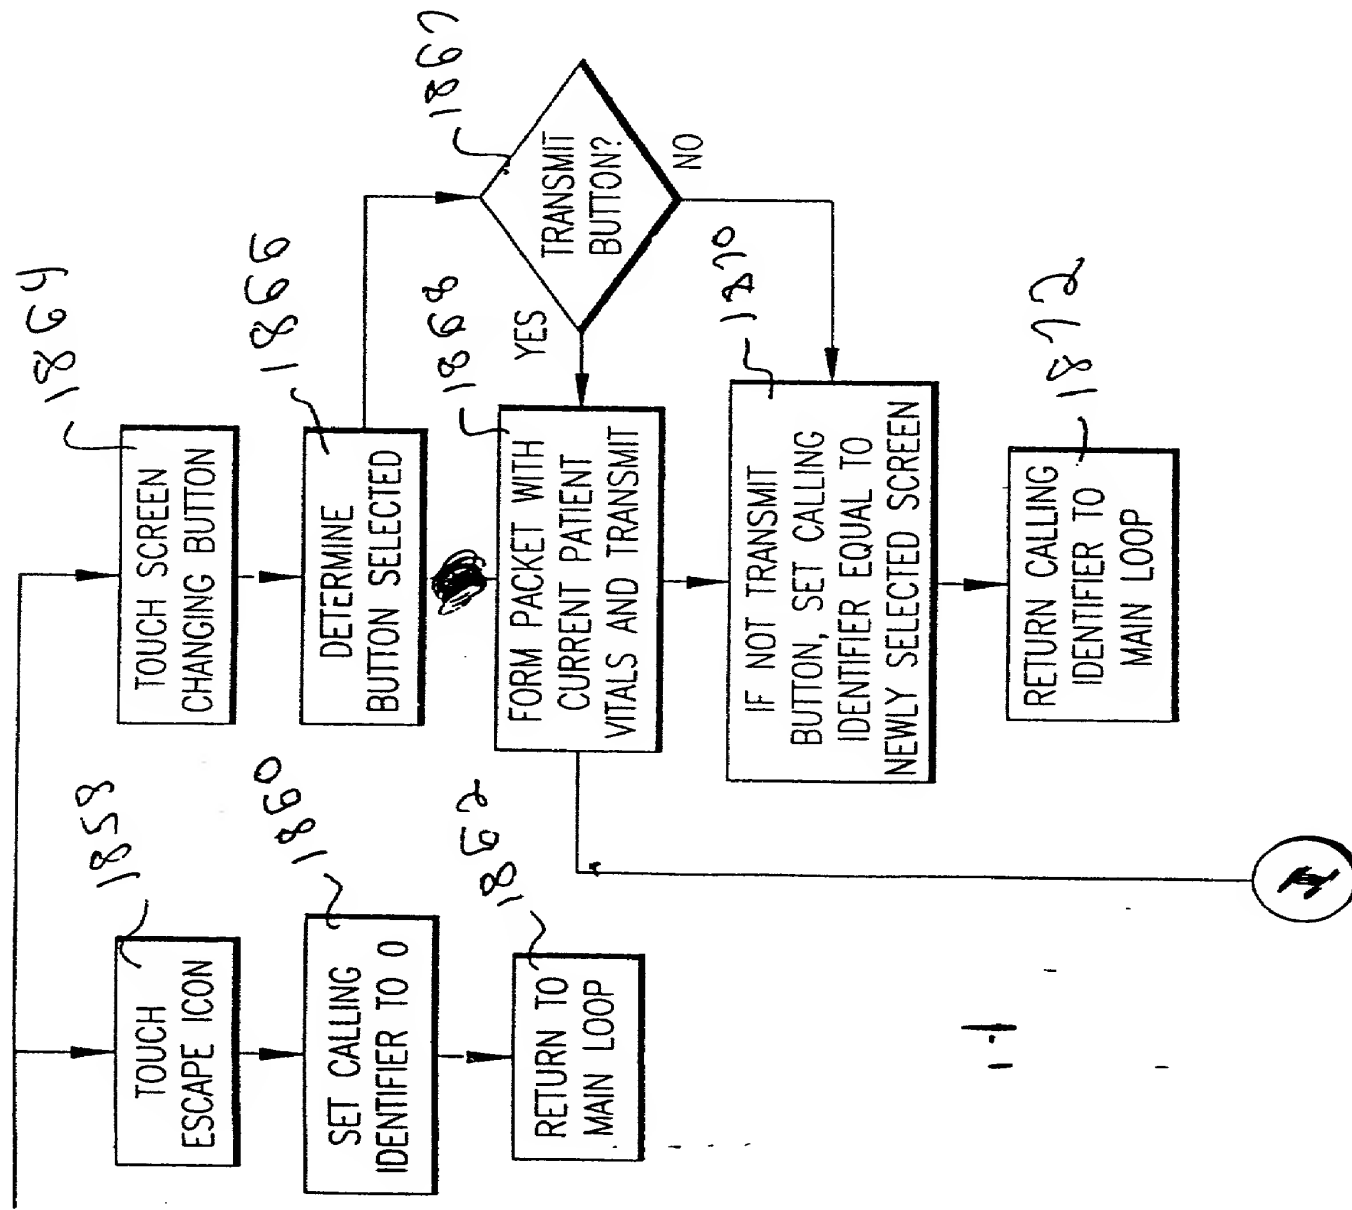 1858
TOUCH
ESCAPE ICON
1860
SET CALLING
IDENTIFIER TO 0
1862
RETURN TO
MAIN LOOP
1864
TOUCH SCREEN
CHANGING BUTTON
1866
DETERMINE
BUTTON SELECTED
1867
TRANSMIT
BUTTON?
YES
NO
1868
FORM PACKET WITH
CURRENT PATIENT
VITALS AND TRANSMIT
1870
IF NOT TRANSMIT
BUTTON, SET CALLING
IDENTIFIER EQUAL TO
NEWLY SELECTED SCREEN
1872
RETURN CALLING
IDENTIFIER TO
MAIN LOOP